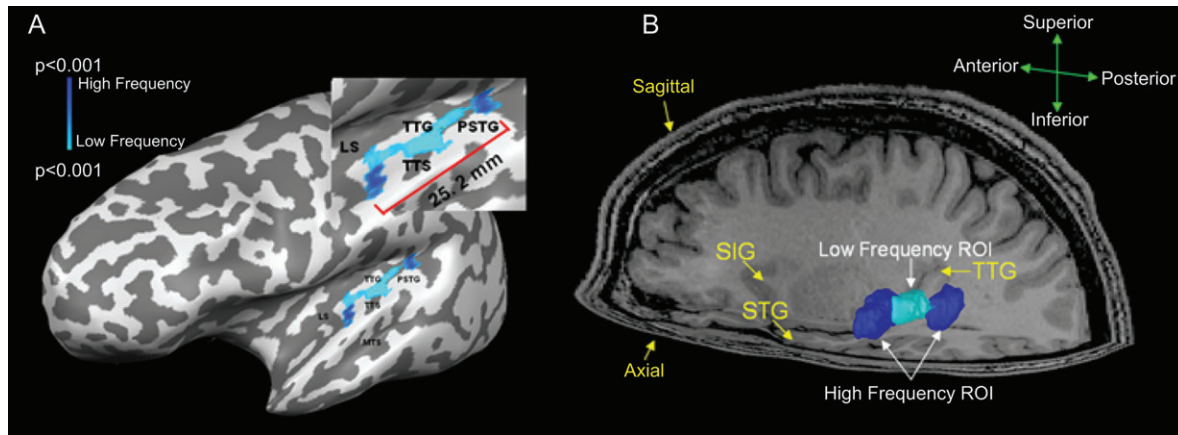 A
p<0.001
High Frequency
Low Frequency
p<0.001
TTG
PSTG
LS
TTS
25. 2 mm
TTG
PSTG
LS
TTS
MTS
B
Superior
Anterior
Posterior
Inferior
Sagittal
Low Frequency ROI
SIG
TTG
STG
Axial
High Frequency ROI